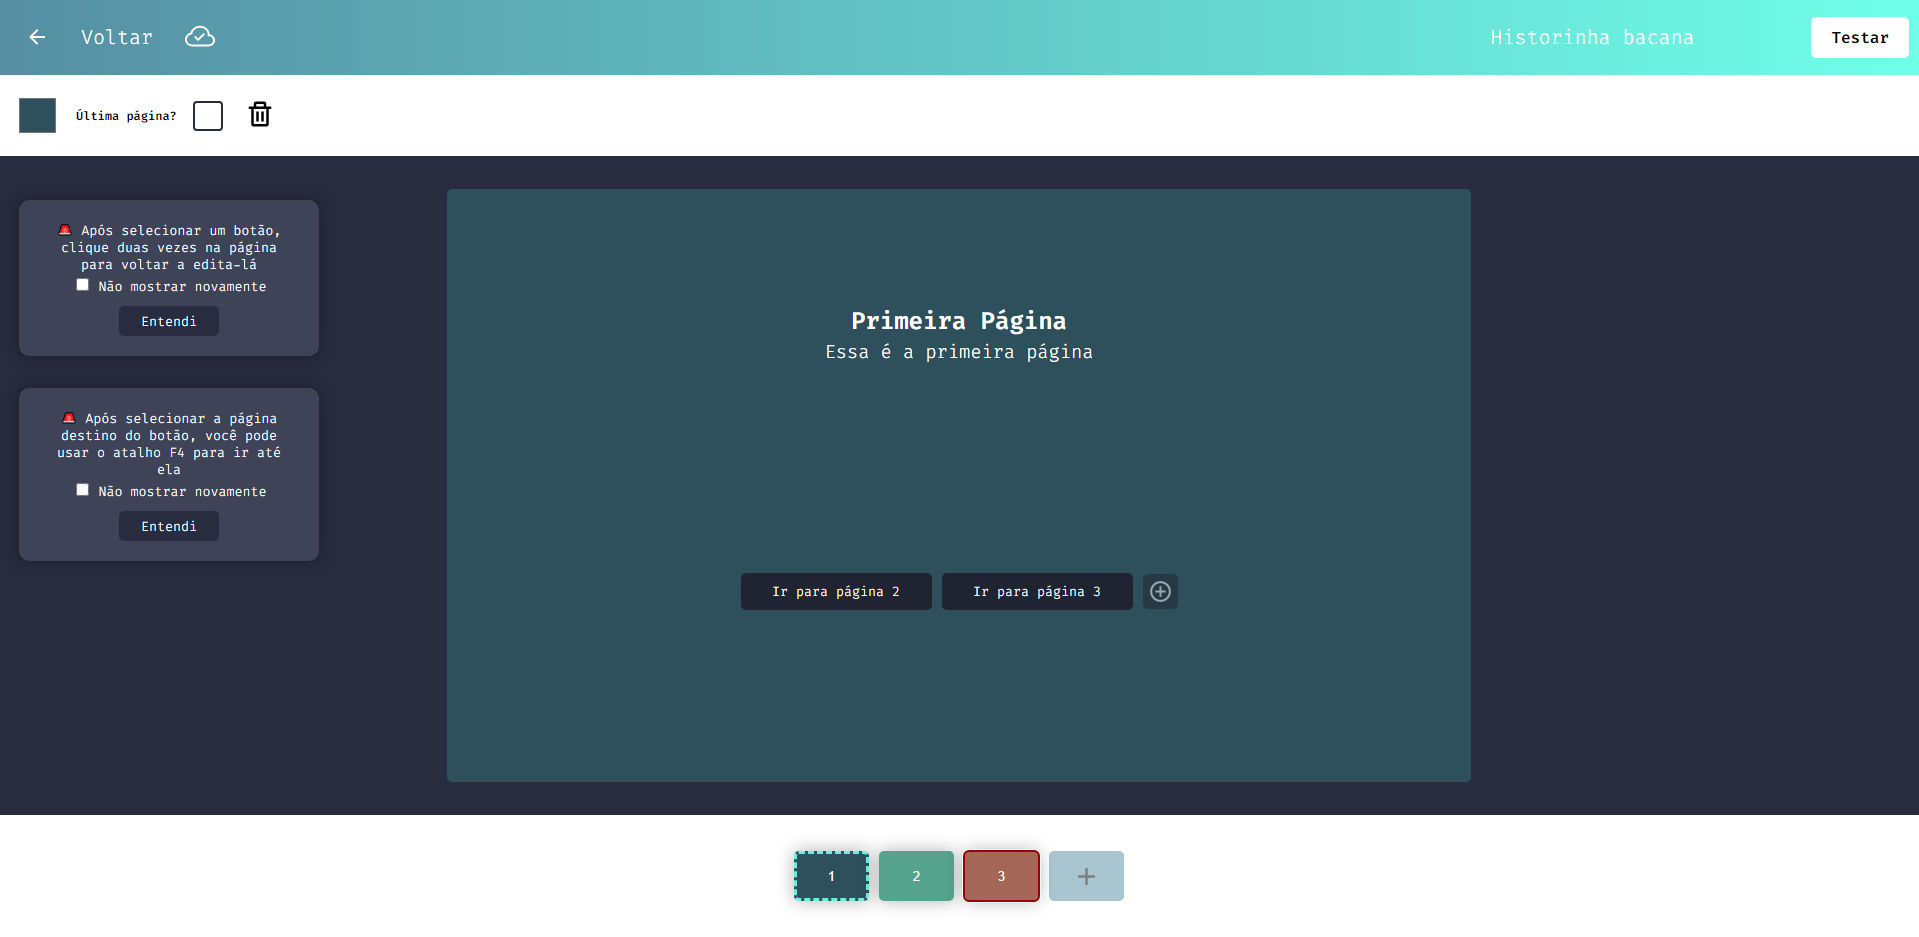 Voltar
Historinha bacana
Testar
Última página?
🚨 Após selecionar um botão,
clique duas vezes na página
para voltar a edita-lá
Não mostrar novamente
Entendi
🚨 Após selecionar a página
destino do botão, você pode
usar o atalho F4 para ir até
ela
Não mostrar novamente
Entendi
Primeira Página
Essa é a primeira página
Ir para página 2
Ir para página 3
1
2
3
+